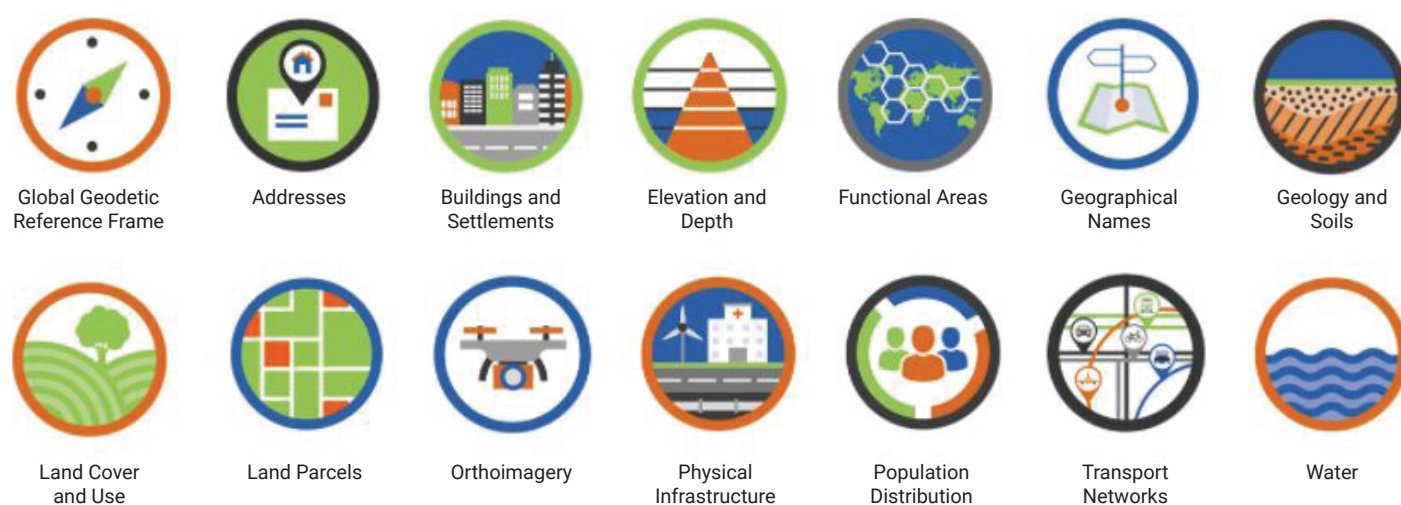 Global Geodetic
Reference Frame
Addresses
Buildings and
Settlements
Elevation and
Depth
Functional Areas
Geographical
Names
Geology and
Soils
Land Cover
and Use
Land Parcels
Orthoimagery
Physical
Infrastructure
Population
Distribution
Transport
Networks
Water